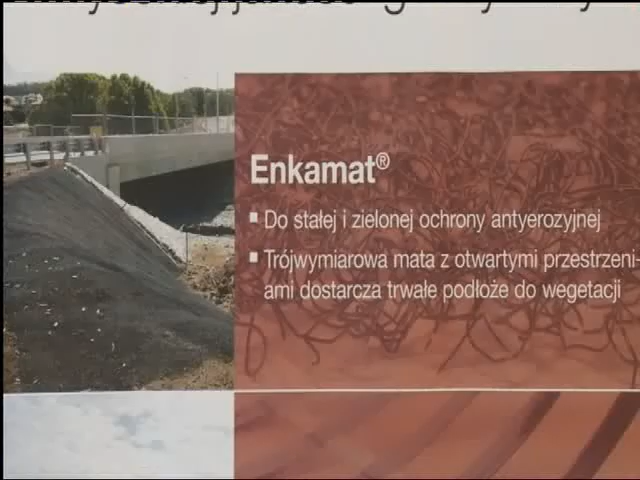 Enkamat®
Do stałej i zielonej ochrony antyerozyjnej
Trójwymiarowa mata z otwartymi przestrzeni-
ami dostarcza trwałe podłoże do wegetacji